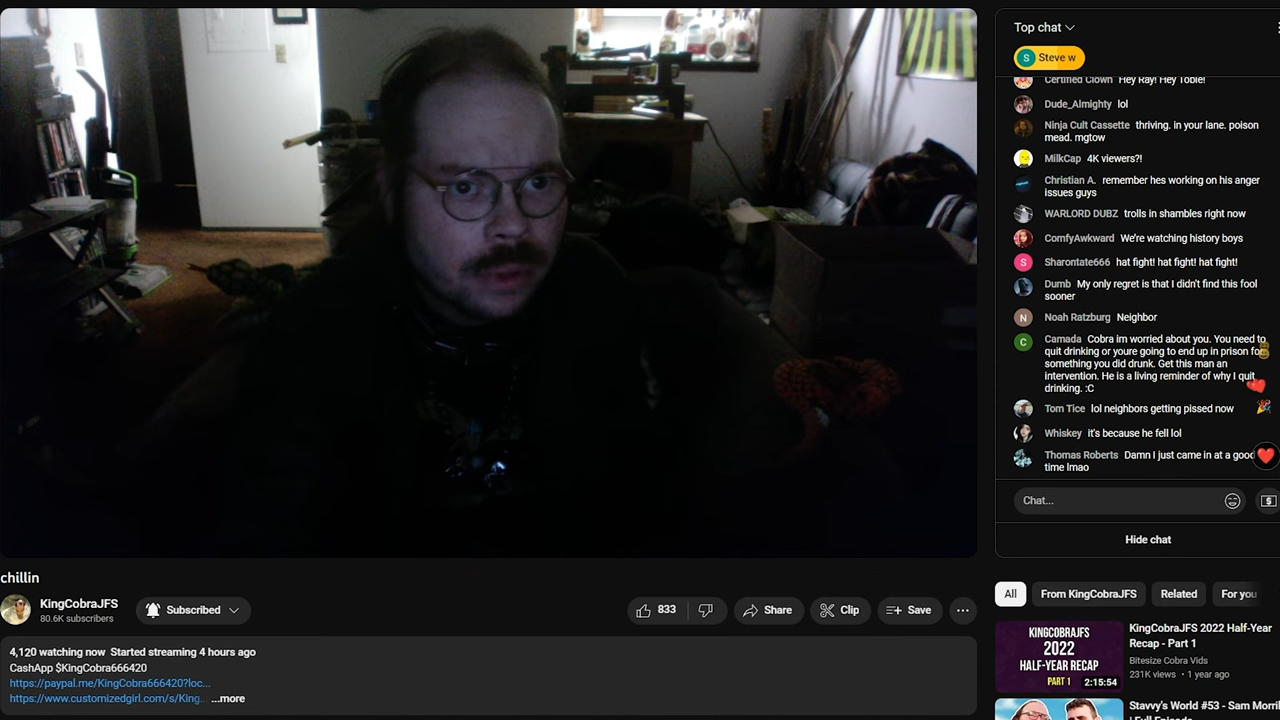 Top chat
S Steve w
Certified Clown Hey Ray! Hey Tobie!
Dude_Almighty lol
Ninja Cult Cassette thriving. in your lane. poison
mead. mgtow
MilkCap 4K viewers?!
Christian A. remember hes working on his anger
issues guys
WARLORD DUBZ trolls in shambles right now
ComfyAwkward We're watching history boys
S Sharontate666 hat fight! hat fight! hat fight!
Dumb My only regret is that I didn't find this fool
sooner
N Noah Ratzburg Neighbor
C Camada Cobra im worried about you. You need to
quit drinking or youre going to end up in prison for
something you did drunk. Get this man an
intervention. He is a living reminder of why I quit
drinking. :C
Tom Tice lol neighbors getting pissed now
Whiskey it's because he fell lol
Thomas Roberts Damn I just came in at a good
time lmao
Chat...
Hide chat
chillin
KingCobraJFS
80.6K subscribers
Subscribed
833
Share
Clip
Save
4,120 watching now Started streaming 4 hours ago
CashApp $KingCobra666420
https://paypal.me/KingCobra666420?loc...
https://www.customizedgirl.com/s/King... ...more
All
From KingCobraJFS
Related
For you
KINGCOBRAJFS
2022
HALF-YEAR RECAP
PART 1
2:15:54
KingCobraJFS 2022 Half-Year
Recap - Part 1
Bitesize Cobra Vids
231K views • 1 year ago
Stavvy's World #53 - Sam Morri